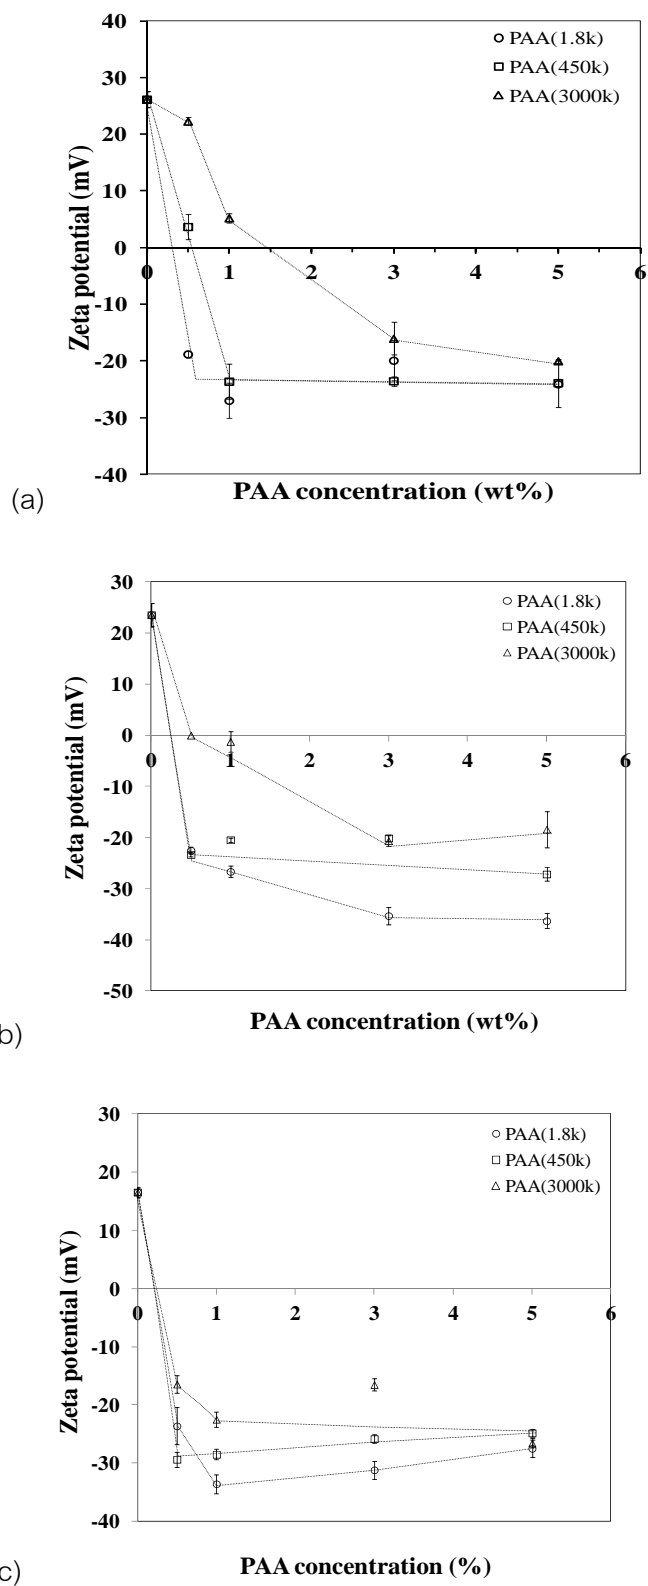 40
PAA(1.8k)
30
PAA(450k)
PAA(3000k)
20
10
0
0 1 2 3 4 5 6
-10
-20
-30
-40
Zeta potential (mV)
PAA concentration (wt%)
(a)
30
PAA(1.8k)
20
PAA(450k)
PAA(3000k)
10
0
0 1 2 3 4 5 6
-10
-20
-30
-40
-50
Zeta potential (mV)
PAA concentration (wt%)
b)
30
PAA(1.8k)
20
PAA(450k)
PAA(3000k)
10
0
0 1 2 3 4 5 6
-10
-20
-30
-40
Zeta potential (mV)
PAA concentration (%)
c)